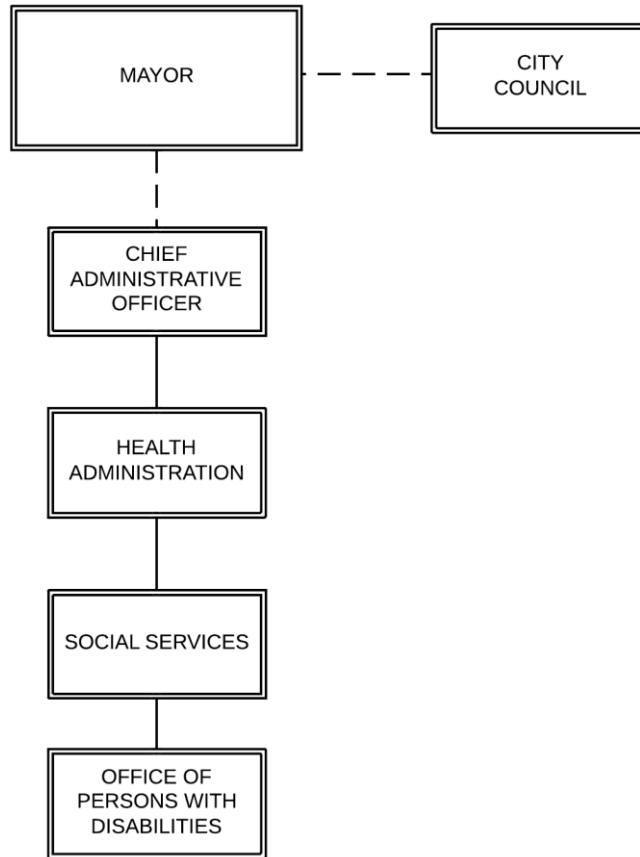 MAYOR
CITY
COUNCIL
CHIEF
ADMINISTRATIVE
OFFICER
HEALTH
ADMINISTRATION
SOCIAL SERVICES
OFFICE OF
PERSONS WITH
DISABILITIES